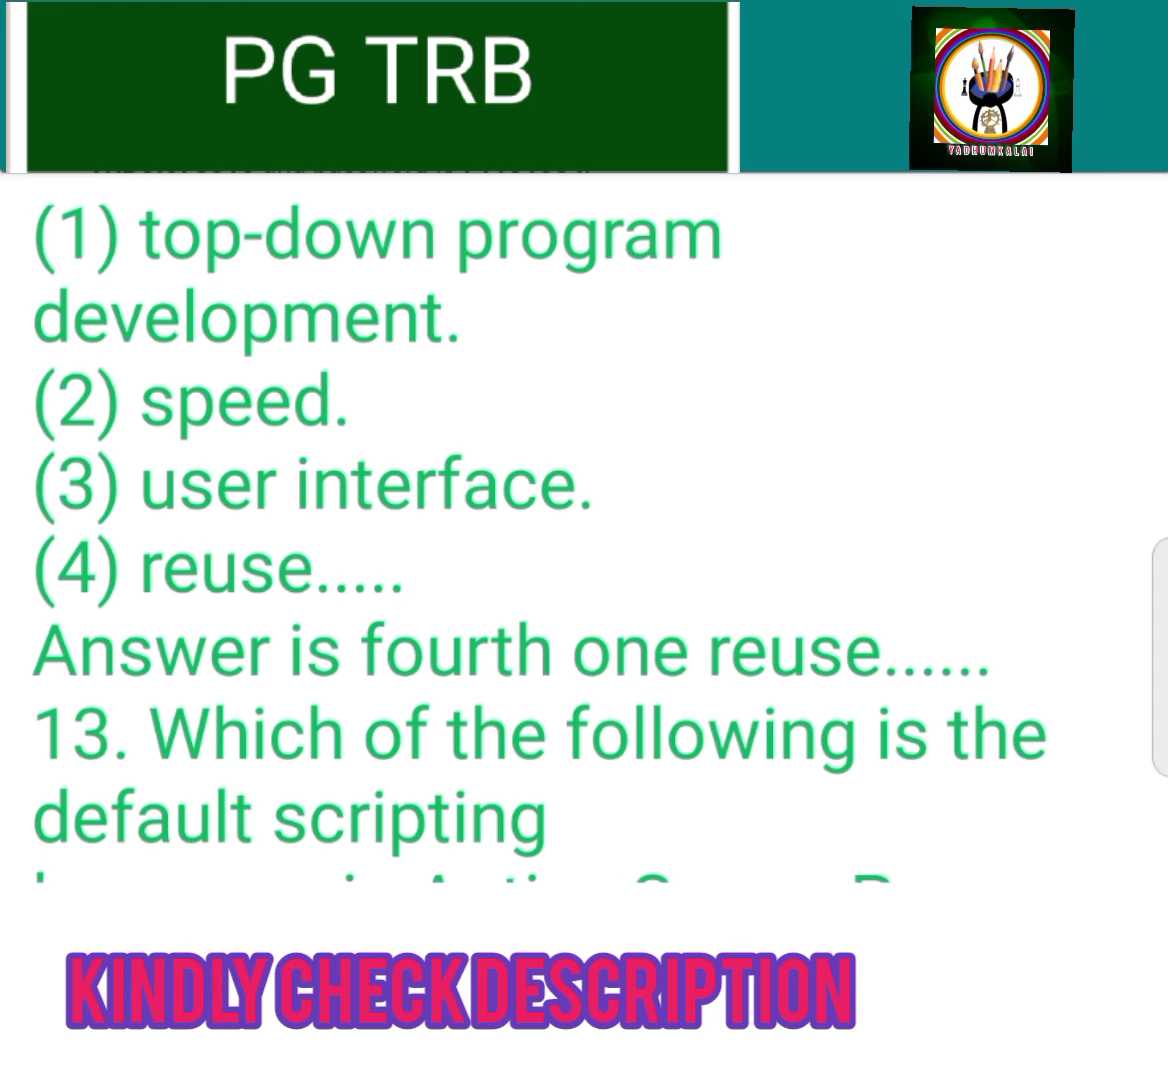 PG TRB
YADHUMKALAI
(1) top-down program
development.
(2) speed.
(3) user interface.
(4) reuse.....
Answer is fourth one reuse......
13. Which of the following is the
default scripting
KINDLY CHECK DESCRIPTION